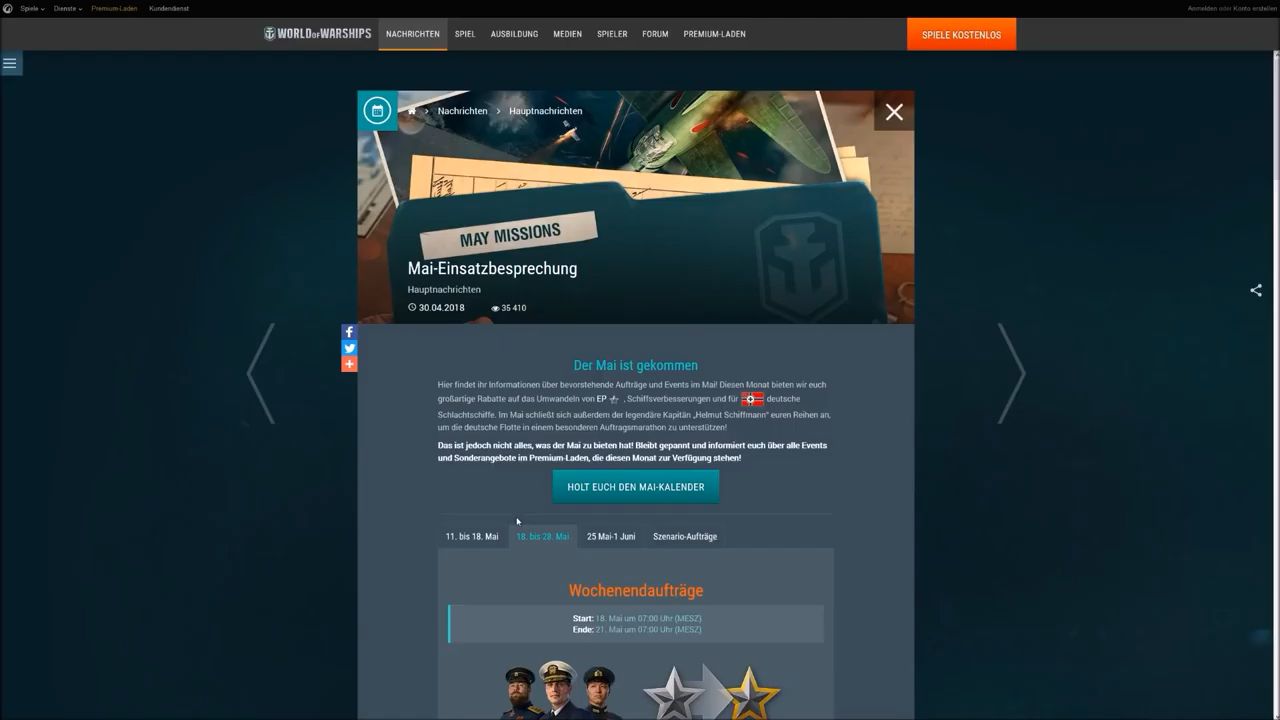 Spiele Dienste Premium-Laden Kundendienst
Anmelden oder Konto erstellen
WORLD OF WARSHIPS NACHRICHTEN SPIEL AUSBILDUNG MEDIEN SPIELER FORUM PREMIUM-LADEN SPIELE KOSTENLOS
Nachrichten > Hauptnachrichten
MAY MISSIONS
Mai-Einsatzbesprechung
Hauptnachrichten
30.04.2018 35 410
Der Mai ist gekommen
Hier findet ihr Informationen über bevorstehende Aufträge und Events im Mai! Diesen Monat bieten wir euch
großartige Rabatte auf das Umwandeln von EP , Schiffsverbesserungen und für deutsche
Schlachtschiffe. Im Mai schließt sich außerdem der legendäre Kapitän „Helmut Schiffmann" euren Reihen an,
um die deutsche Flotte in einem besonderen Auftragsmarathon zu unterstützen!
Das ist jedoch nicht alles, was der Mai zu bieten hat! Bleibt gepannt und informiert euch über alle Events
und Sonderangebote im Premium-Laden, die diesen Monat zur Verfügung stehen!
HOLT EUCH DEN MAI-KALENDER
11. bis 18. Mai 18. bis 28. Mai 25 Mai-1 Juni Szenario-Aufträge
Wochenendaufträge
Start: 18. Mai um 07:00 Uhr (MESZ)
Ende: 21. Mai um 07:00 Uhr (MESZ)